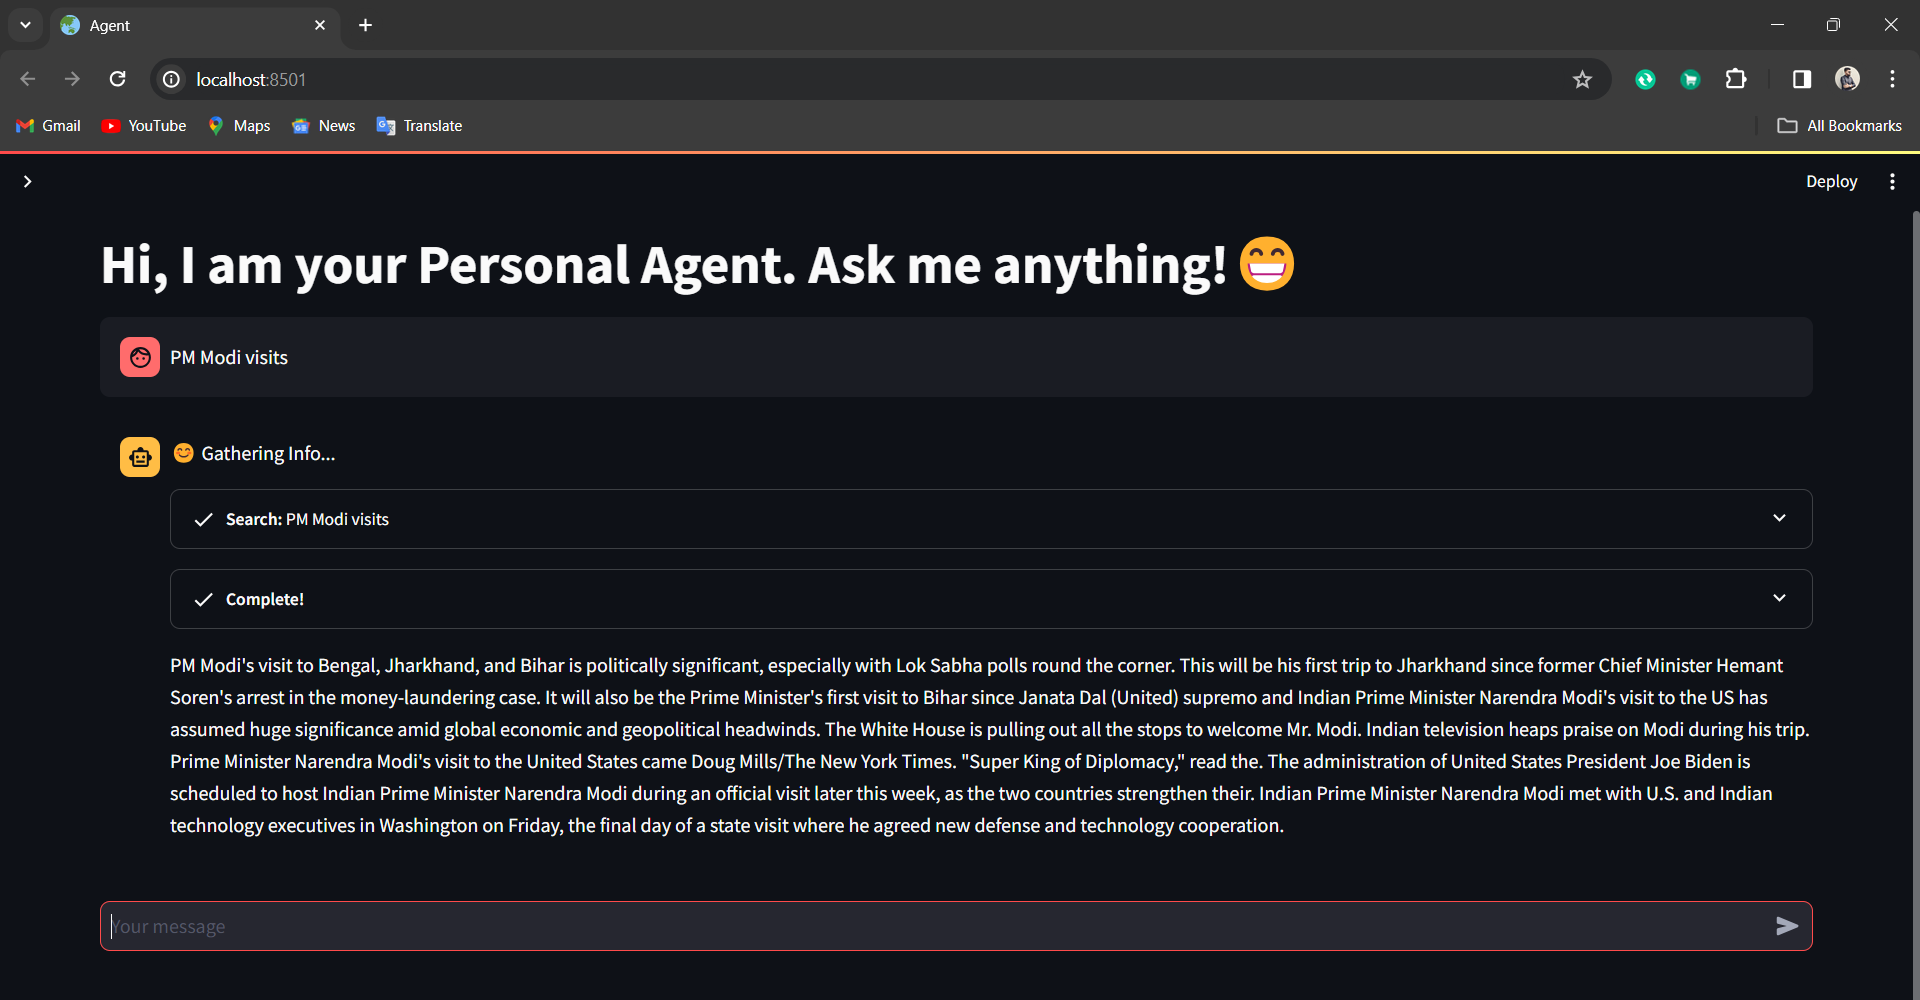 Agent
localhost:8501
Gmail YouTube Maps News Translate All Bookmarks
Deploy
Hi, I am your Personal Agent. Ask me anything! 😁
PM Modi visits
😊 Gathering Info...
Search: PM Modi visits
Complete!
PM Modi's visit to Bengal, Jharkhand, and Bihar is politically significant, especially with Lok Sabha polls round the corner. This will be his first trip to Jharkhand since former Chief Minister Hemant
Soren's arrest in the money-laundering case. It will also be the Prime Minister's first visit to Bihar since Janata Dal (United) supremo and Indian Prime Minister Narendra Modi's visit to the US has
assumed huge significance amid global economic and geopolitical headwinds. The White House is pulling out all the stops to welcome Mr. Modi. Indian television heaps praise on Modi during his trip.
Prime Minister Narendra Modi's visit to the United States came Doug Mills/The New York Times. "Super King of Diplomacy," read the. The administration of United States President Joe Biden is
scheduled to host Indian Prime Minister Narendra Modi during an official visit later this week, as the two countries strengthen their. Indian Prime Minister Narendra Modi met with U.S. and Indian
technology executives in Washington on Friday, the final day of a state visit where he agreed new defense and technology cooperation.
Your message